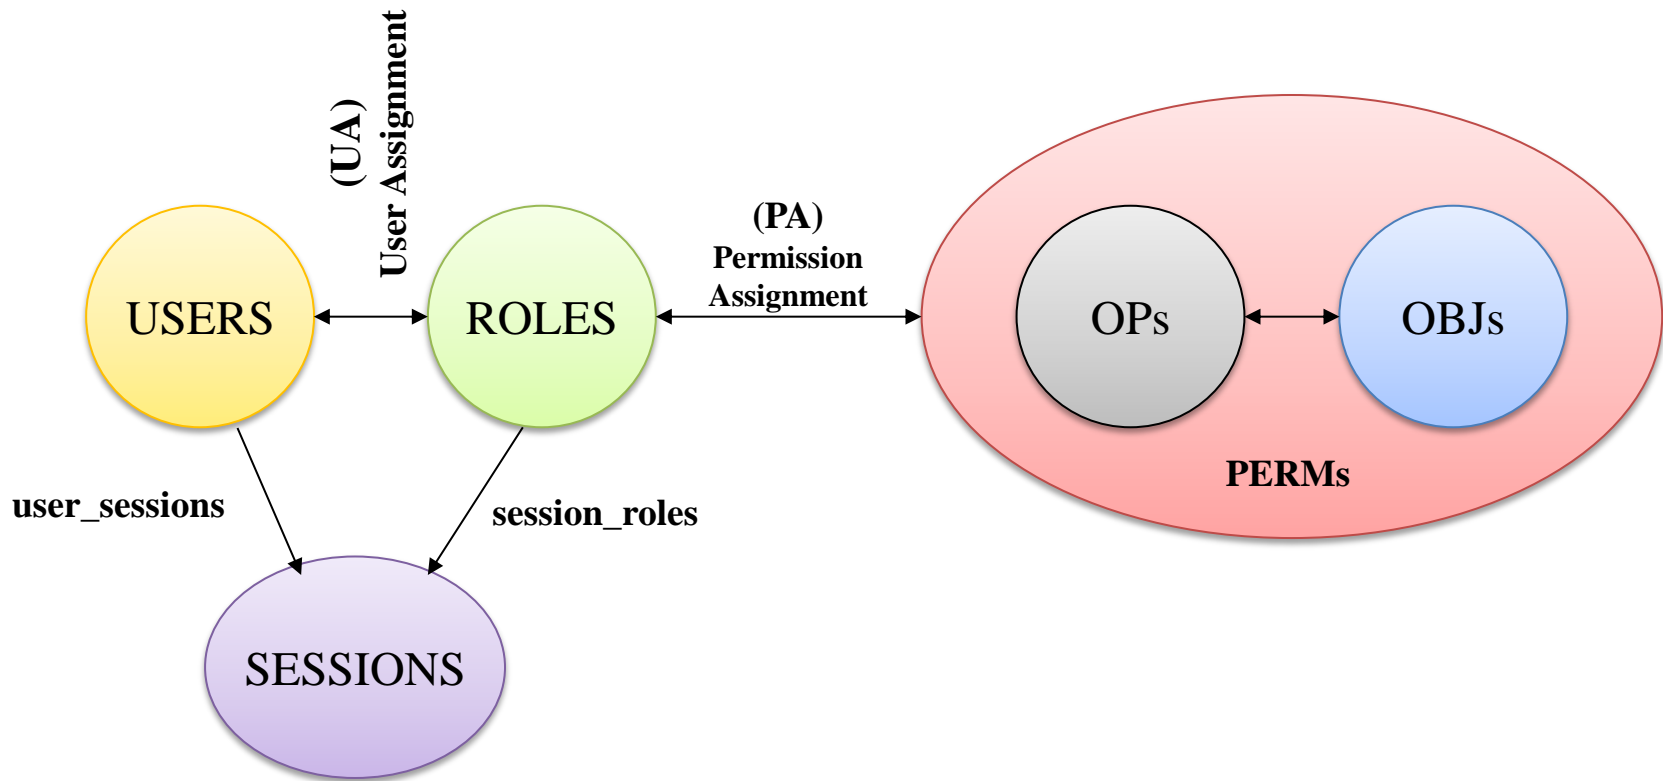 (UA)
User Assignment
(PA)
Permission
Assignment
USERS
ROLES
OPs
OBJs
PERMs
user_sessions
session_roles
SESSIONS